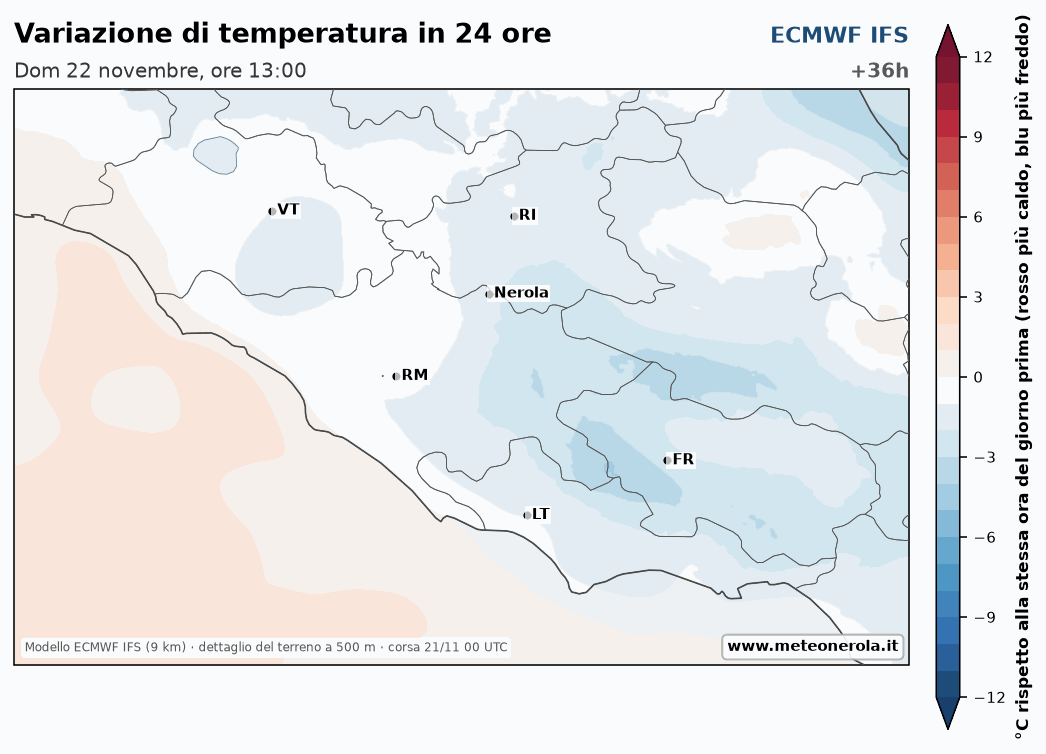 Variazione di temperatura in 24 ore
ECMWF IFS
Dom 22 novembre, ore 13:00
+36h
VT
RI
Nerola
RM
FR
LT
Modello ECMWF IFS (9 km) · dettaglio del terreno a 500 m · corsa 21/11 00 UTC
www.meteonerola.it
12
9
6
3
0
−3
−6
−9
−12
°C rispetto alla stessa ora del giorno prima (rosso più caldo, blu più freddo)